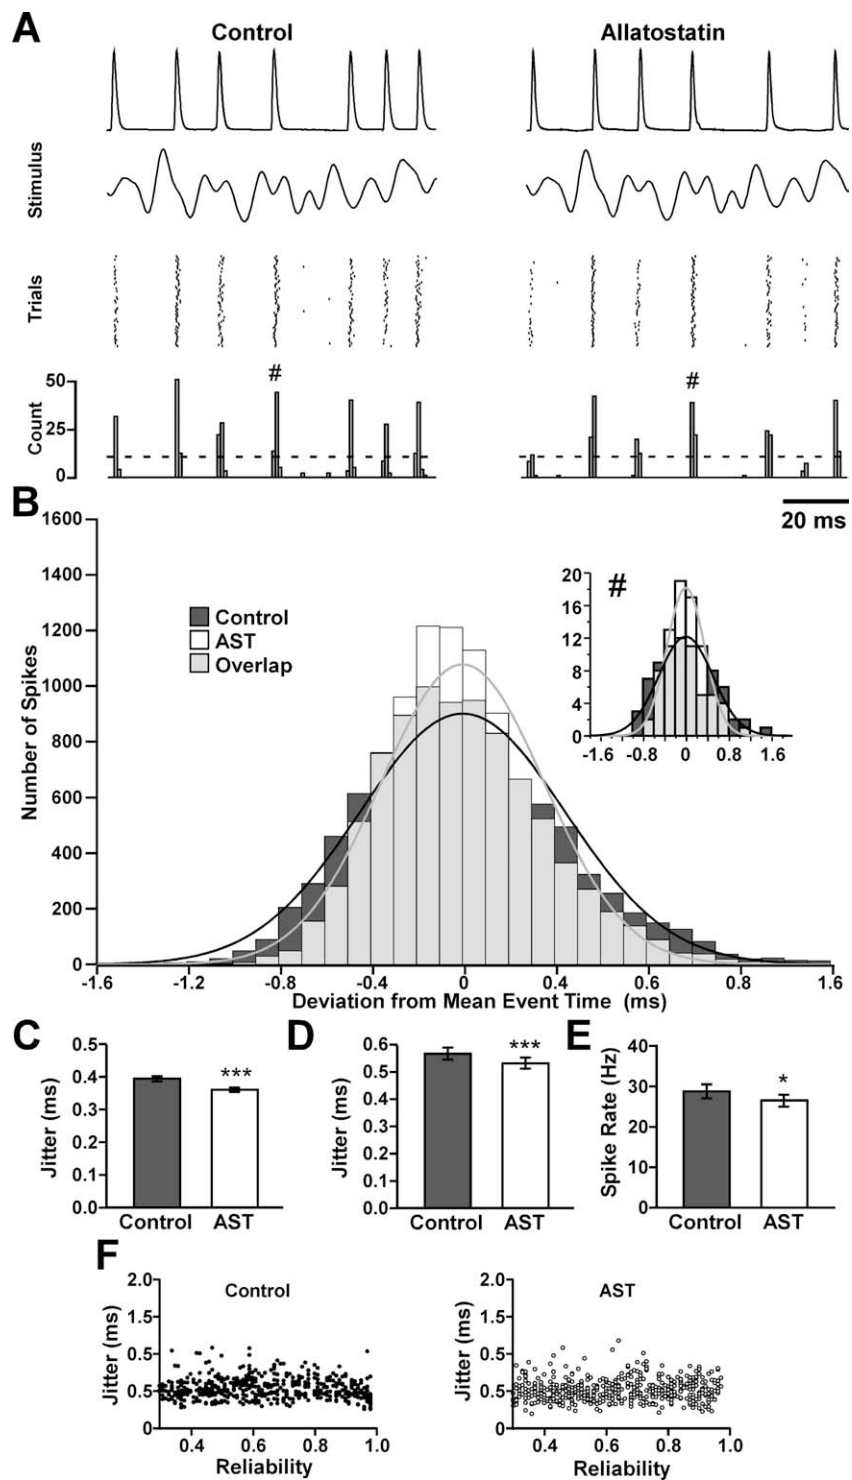 A
Control
Allatostatin
Stimulus
Trials
#
#
Count
50
25
0
20 ms
B
Number of Spikes
1600
1400
1200
1000
800
600
400
200
0
Control
AST
Overlap
#
20
16
12
8
4
0
-1.6 -0.8 0 0.8 1.6
-1.6 -1.2 -0.8 -0.4 0 0.4 0.6 0.8 1.6
Deviation from Mean Event Time (ms)
C
Jitter (ms)
0.5
0.4
0.3
0.2
0.1
0.0
***
Control AST
D
Jitter (ms)
0.6
0.5
0.4
0.3
0.2
0.1
0.0
***
Control AST
E
Spike Rate (Hz)
40
30
20
10
0
*
Control AST
F
Control
Jitter (ms)
2.0
0.5
0.5
0
0.4 0.6 0.8 1.0
Reliability
AST
Jitter (ms)
2.0
0.5
0.5
0
0.4 0.6 0.8 1.0
Reliability